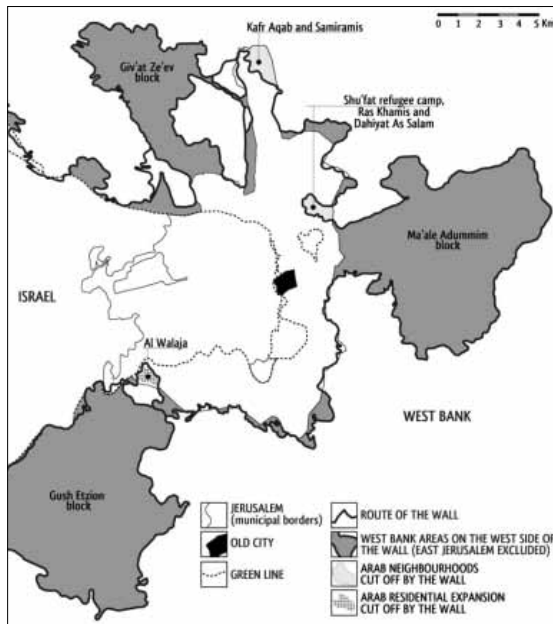 0 1 2 3 4 5 Km
Kafr Aqab and Samiramis
Giv'at Ze'ev
block
Shu'fat refugee camp,
Ras Khamis and
Dahiyat As Salam
Ma'ale Adummim
block
ISRAEL
Al Walaja
WEST BANK
Gush Etzion
block
JERUSALEM
(municipal borders)
OLD CITY
GREEN LINE
ROUTE OF THE WALL
WEST BANK AREAS ON THE WEST SIDE OF
THE WALL (EAST JERUSALEM EXCLUDED)
ARAB NEIGHBOURHOODS
CUT OFF BY THE WALL
ARAB RESIDENTIAL EXPANSION
CUT OFF BY THE WALL